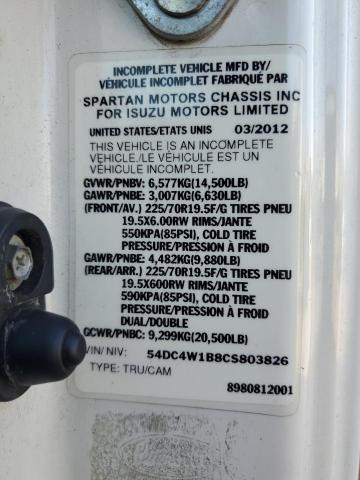 INCOMPLETE VEHICLE MFD BY/
VÉHICULE INCOMPLET FABRIQUÉ PAR
SPARTAN MOTORS CHASSIS INC
FOR ISUZU MOTORS LIMITED
UNITED STATES/ETATS UNIS 03/2012
THIS VEHICLE IS AN INCOMPLETE
VEHICLE./LE VÉHICULE EST UN
VÉHICULE INCOMPLET.
GVWR/PNBV: 6,577KG(14,500LB)
GAWR/PNBE: 3,007KG(6,630LB)
(FRONT/AV.) 225/70R19.5F/G TIRES PNEU
19.5X6.00RW RIMS/JANTE
550KPA(85PSI), COLD TIRE
PRESSURE/PRESSION À FROID
GAWR/PNBE: 4,482KG(9,880LB)
(REAR/ARR.) 225/70R19.5F/G TIRES PNEU
19.5X600RW RIMS/JANTE
590KPA(85PSI), COLD TIRE
PRESSURE/PRESSION À FROID
DUAL/DOUBLE
GCWR/PNBC: 9,299KG(20,500LB)
VIN/ NIV: 54DC4W1B8CS803826
TYPE: TRU/CAM
8980812001